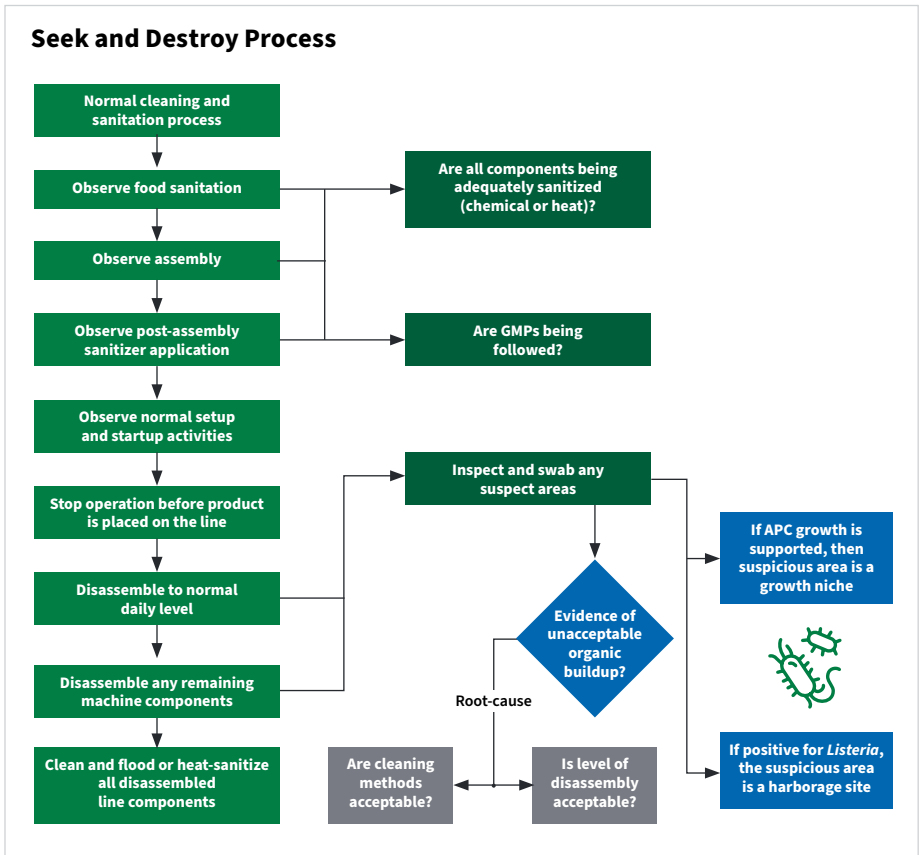 Seek and Destroy Process
Normal cleaning and
sanitation process
Observe food sanitation
Observe assembly
Observe post-assembly
sanitizer application
Observe normal setup
and startup activities
Stop operation before product
is placed on the line
Disassemble to normal
daily level
Disassemble any remaining
machine components
Clean and flood or heat-sanitize
all disassembled
line components
Are all components being
adequately sanitized
(chemical or heat)?
Are GMPs being
followed?
Inspect and swab any
suspect areas
Evidence of
unacceptable
organic
buildup?
Root-cause
Are cleaning
methods
acceptable?
Is level of
disassembly
acceptable?
If APC growth is
supported, then
suspicious area is a
growth niche
If positive for Listeria,
the suspicious area
is a harborage site